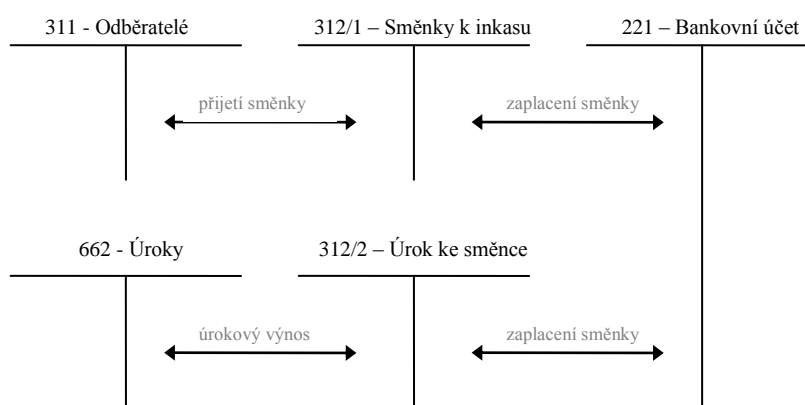 311 - Odběratelé
312/1 – Směnky k inkasu
221 – Bankovní účet
přijetí směnky
zaplacení směnky
662 - Úroky
312/2 – Úrok ke směnce
úrokový výnos
zaplacení směnky